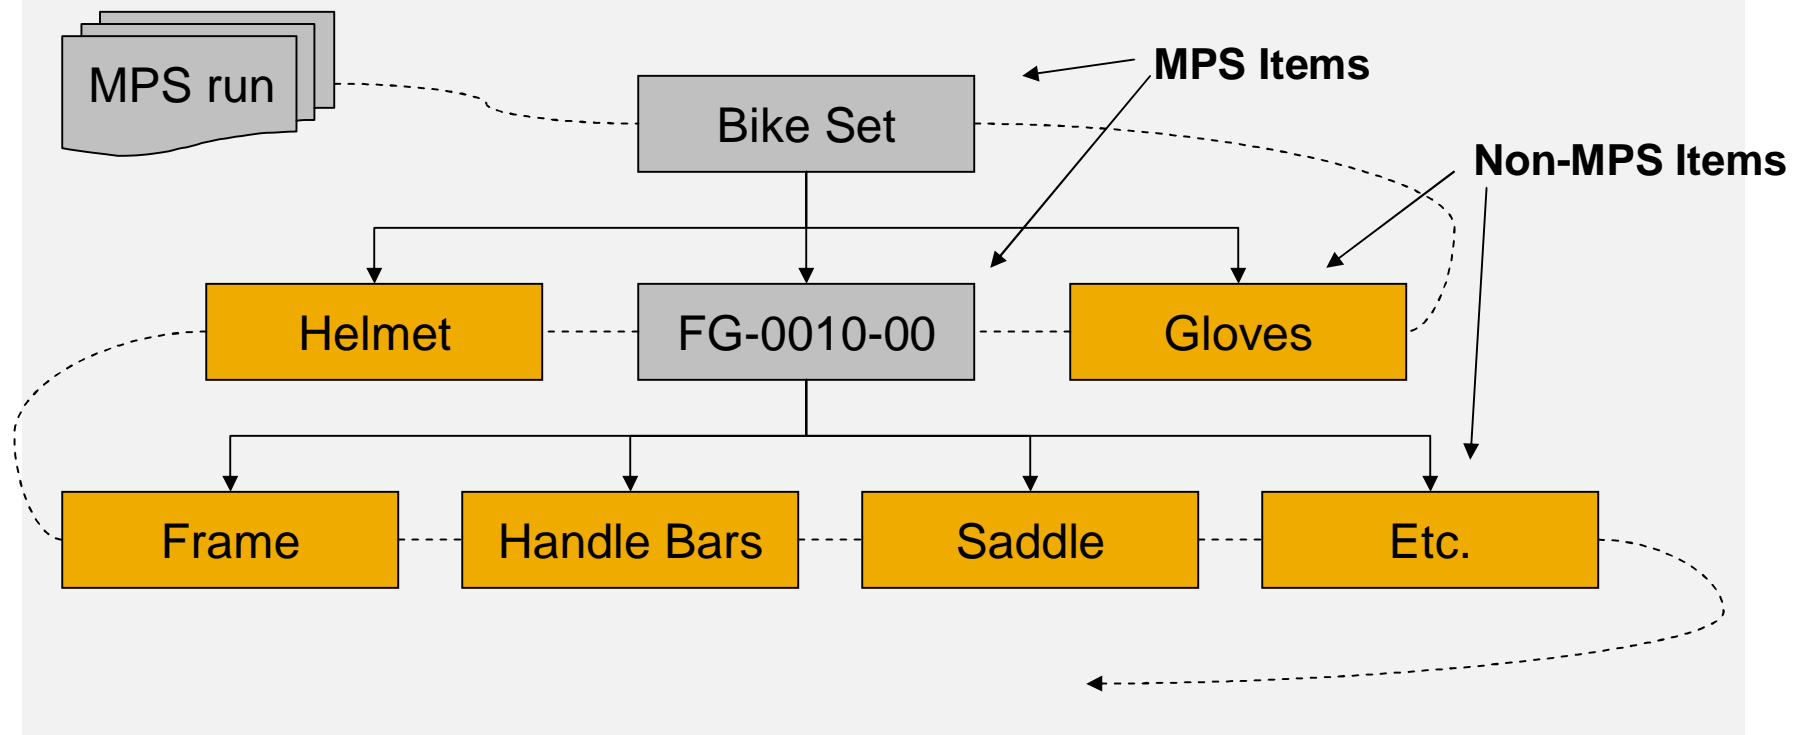 MPS run
MPS Items
Bike Set
Non-MPS Items
Helmet
FG-0010-00
Gloves
Frame
Handle Bars
Saddle
Etc.